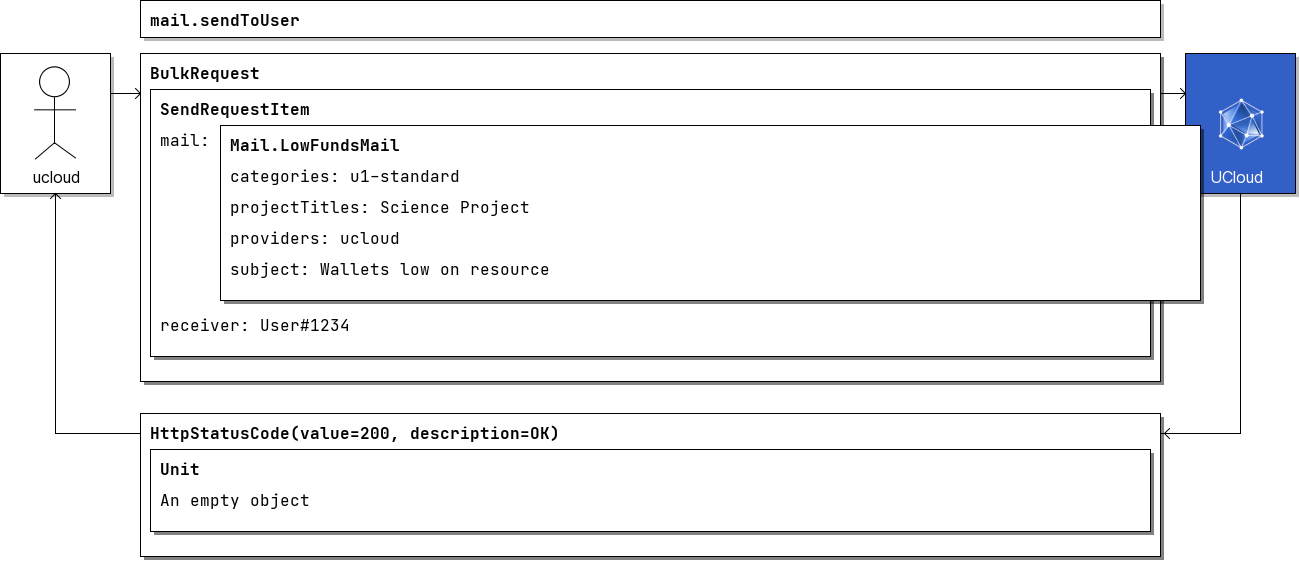 mail.sendToUser
BulkRequest
SendRequestItem
mail:
Mail.LowFundsMail
categories: u1-standard
projectTitles: Science Project
providers: ucloud
subject: Wallets low on resource
receiver: User#1234
ucloud
UCloud
HttpStatusCode(value=200, description=OK)
Unit
An empty object